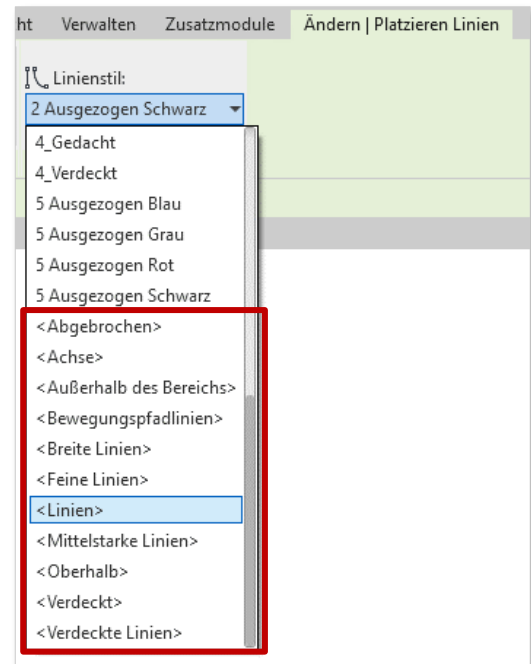 ht Verwalten Zusatzmodule Ändern | Platzieren Linien
Linienstil:
2 Ausgezogen Schwarz
4_Gedacht
4_Verdeckt
5 Ausgezogen Blau
5 Ausgezogen Grau
5 Ausgezogen Rot
5 Ausgezogen Schwarz
<Abgebrochen>
<Achse>
<Außerhalb des Bereichs>
<Bewegungspfadlinien>
<Breite Linien>
<Feine Linien>
<Linien>
<Mittelstarke Linien>
<Oberhalb>
<Verdeckt>
<Verdeckte Linien>